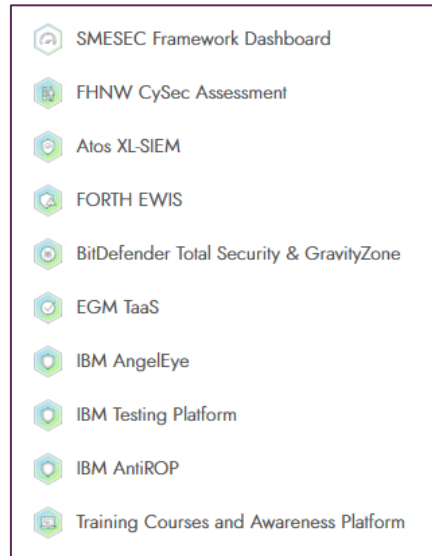 SMESEC Framework Dashboard
FHNW CySec Assessment
Atos XL-SIEM
FORTH EWIS
BitDefender Total Security & GravityZone
EGM TaaS
IBM AngelEye
IBM Testing Platform
IBM AntiROP
Training Courses and Awareness Platform